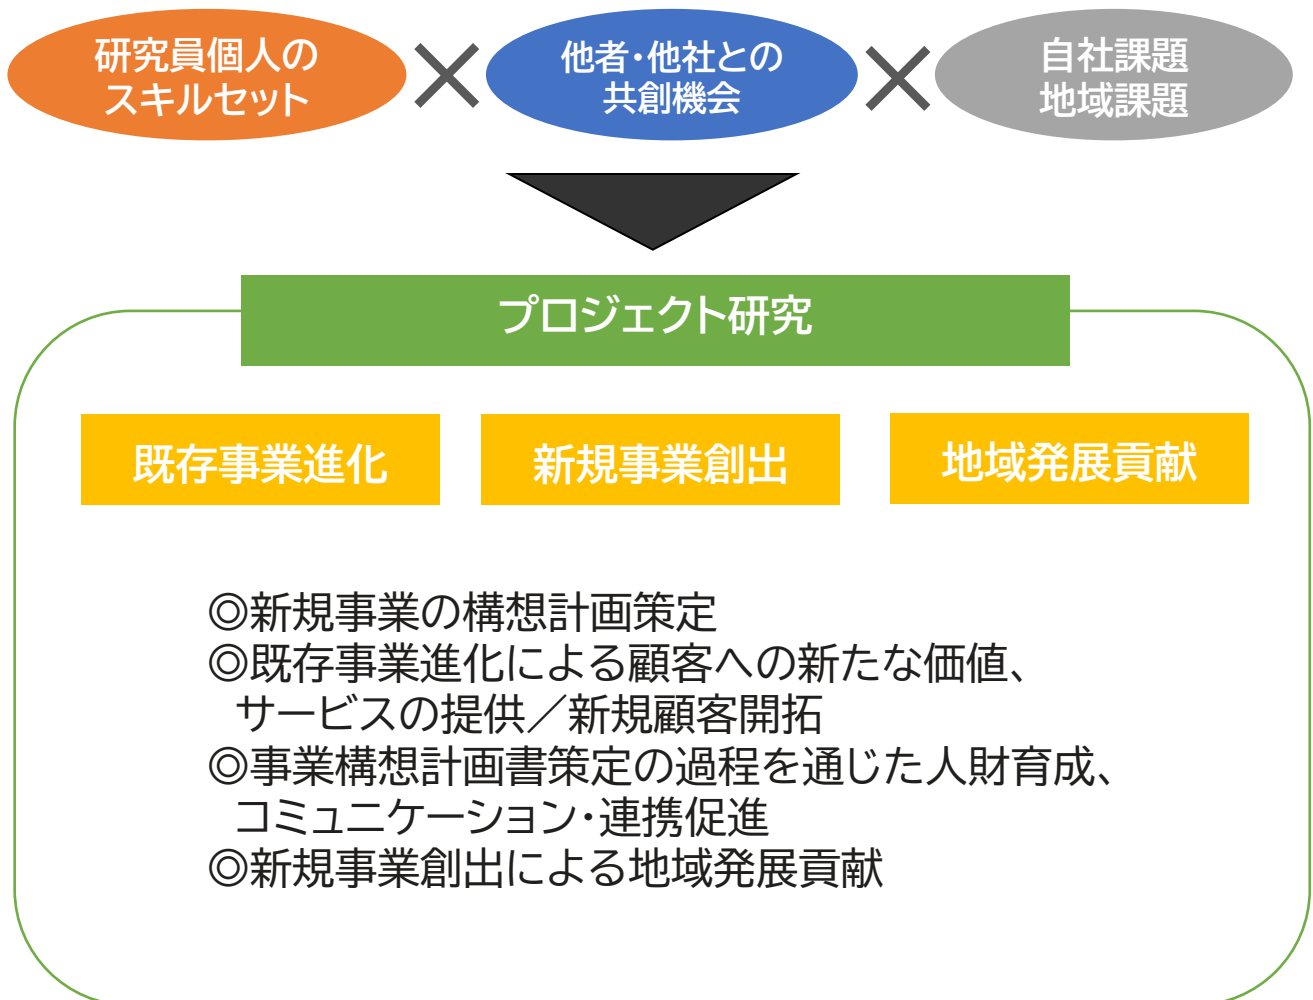 研究員個人の
スキルセット
他者・他社との
共創機会
自社課題
地域課題
プロジェクト研究
既存事業進化
新規事業創出
地域発展貢献
◎新規事業の構想計画策定
◎既存事業進化による顧客への新たな価値、
サービスの提供／新規顧客開拓
◎事業構想計画書策定の過程を通じた人財育成、
コミュニケーション・連携促進
◎新規事業創出による地域発展貢献